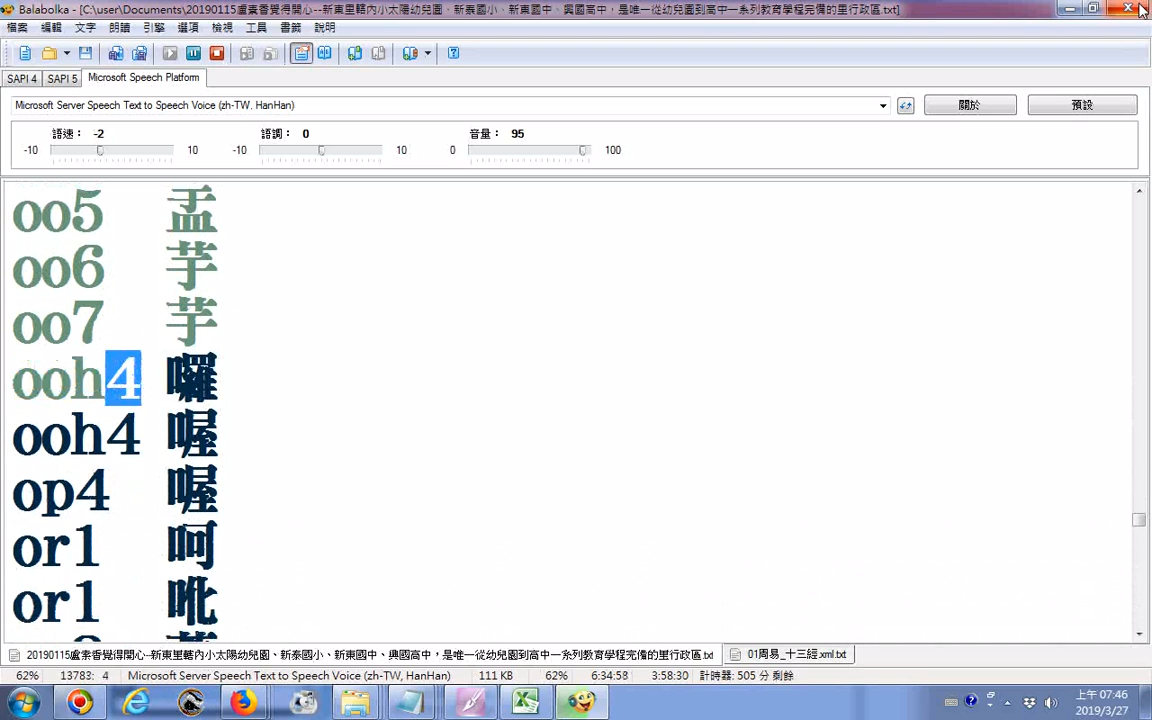 Balabolka - [C:\user\Documents\20190115盧素香覺得開心--新東里轄內小太陽幼兒園、新泰國小、新東國中、興國高中，是唯一從幼兒園到高中一系列教育學程完備的里行政區.txt]
檔案 編輯 文字 朗讀 引擎 選項 檢視 工具 書籤 說明
SAPI 4 SAPI 5 Microsoft Speech Platform
Microsoft Server Speech Text to Speech Voice (zh-TW, HanHan) 關於 預設
語速： -2 語調： 0 音量： 95
-10 10 -10 10 0 100
oo5 盂
oo6 芋
oo7 芋
ooh4 囉
ooh4 喔
op4 喔
or1 呵
or1 吪
20190115盧素香覺得開心--新東里轄內小太陽幼兒園、新泰國小、新東國中、興國高中，是唯一從幼兒園到高中一系列教育學程完備的里行政區.txt 01周易_十三經.xml.txt
62% 13783: 4 Microsoft Server Speech Text to Speech Voice (zh-TW, HanHan) 111 KB 62% 6:34:58 3:58:30 計時器: 505 分 剩餘
上午 07:46
2019/3/27